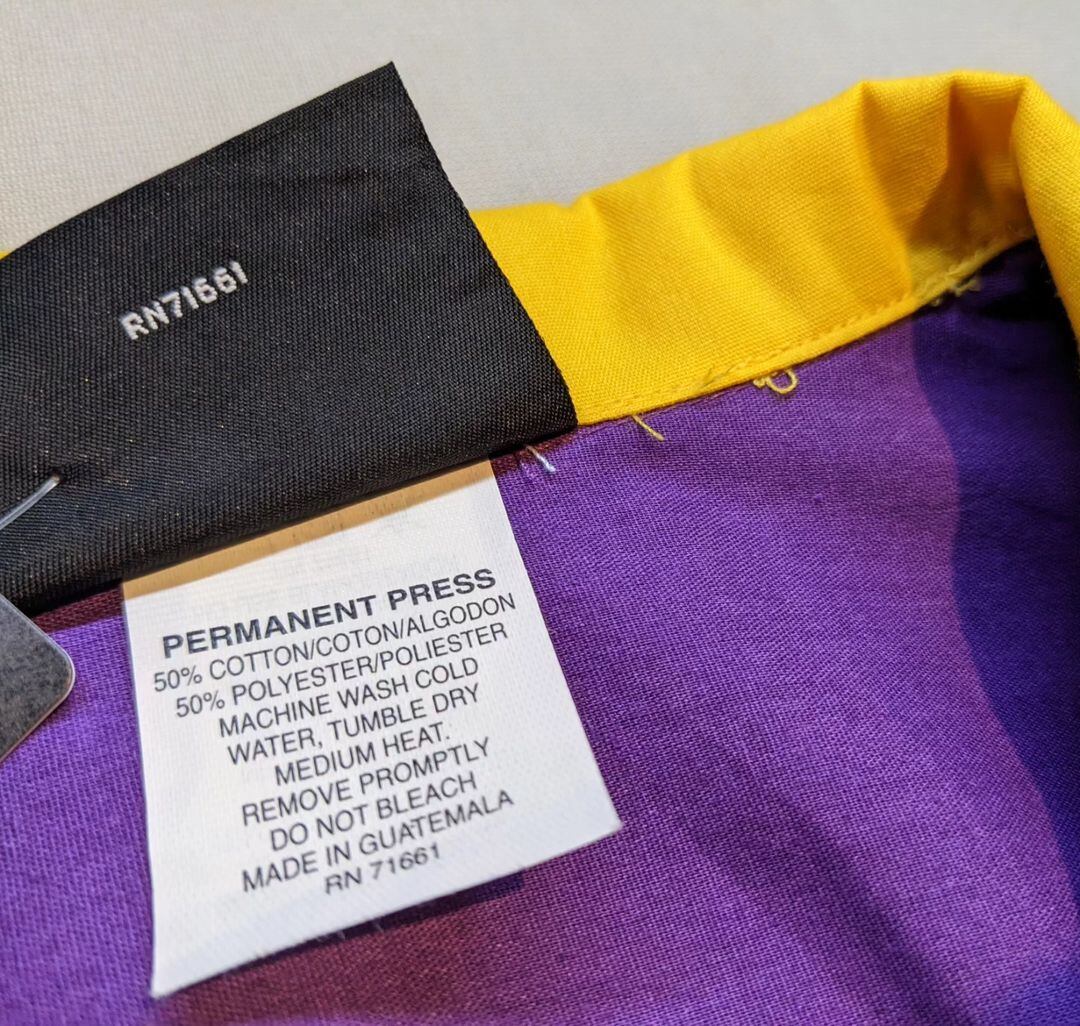 RN71661
PERMANENT PRESS
50% COTTON/COTON/ALGODON
50% POLYESTER/POLIESTER
MACHINE WASH COLD
WATER, TUMBLE DRY
MEDIUM HEAT.
REMOVE PROMPTLY
DO NOT BLEACH
MADE IN GUATEMALA
RN 71661